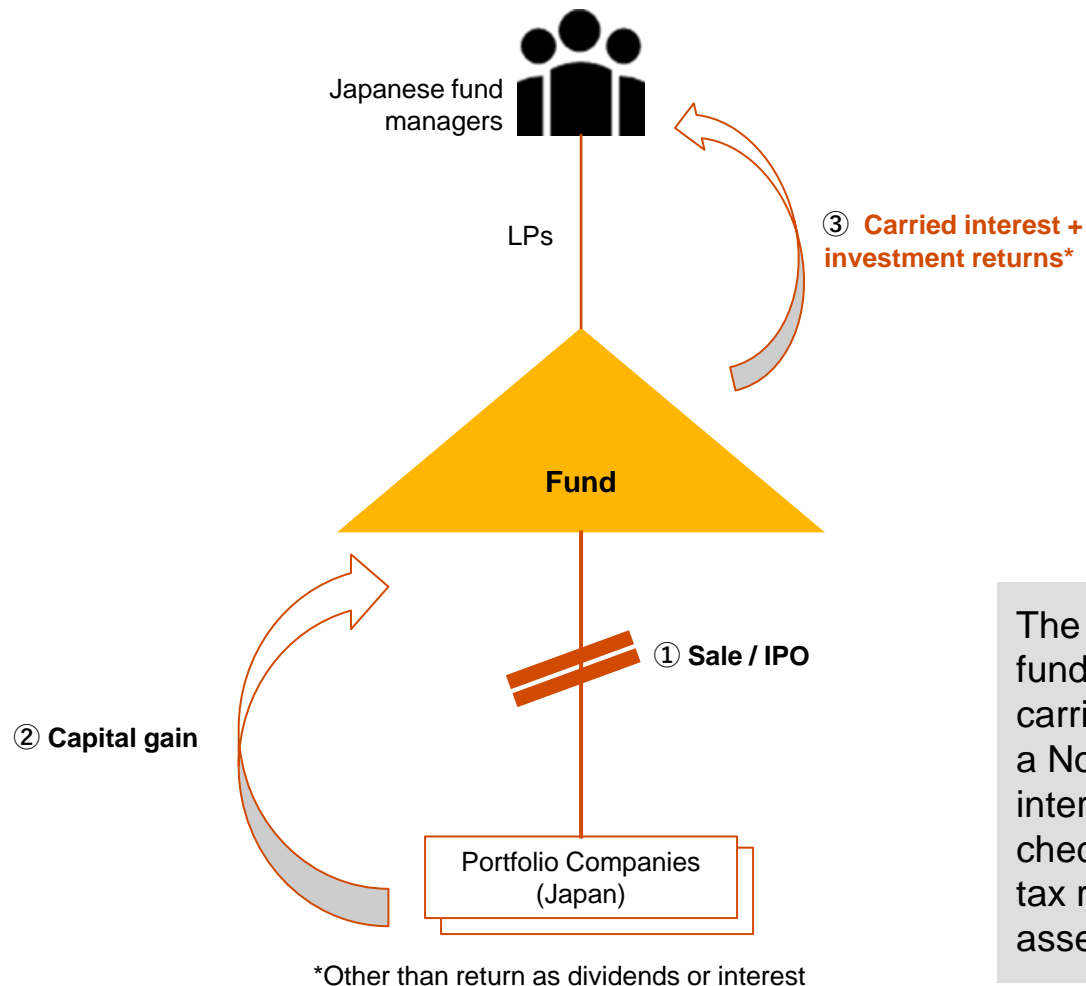 Japanese fund
managers
LPs
③ Carried interest +
investment returns*
Fund
① Sale / IPO
② Capital gain
Portfolio Companies
(Japan)
*Other than return as dividends or interest
The
fund
carri
a No
inter
chec
tax r
asse